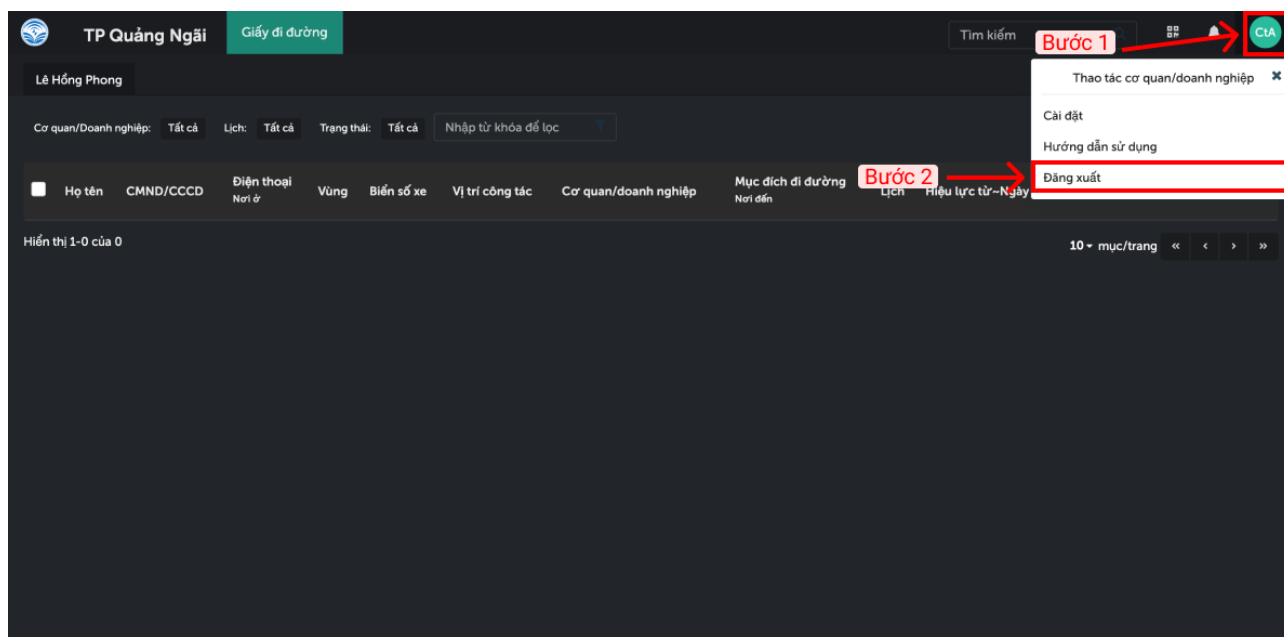 TP Quảng Ngãi Giấy đi đường Tìm kiếm Bước 1 CtA
Lê Hồng Phong
Thao tác cơ quan/doanh nghiệp
Cài đặt
Hướng dẫn sử dụng
Bước 2 Đăng xuất
Cơ quan/Doanh nghiệp: Tất cả Lịch: Tất cả Trạng thái: Tất cả Nhập từ khóa để lọc
Họ tên CMND/CCCD Điện thoại Vùng Biển số xe Vị trí công tác Cơ quan/doanh nghiệp Mục đích đi đường Lịch Hiệu lực từ~Ngày
Nơi ở Nơi đến
Hiển thị 1-0 của 0 10 mục/trang « ‹ › »